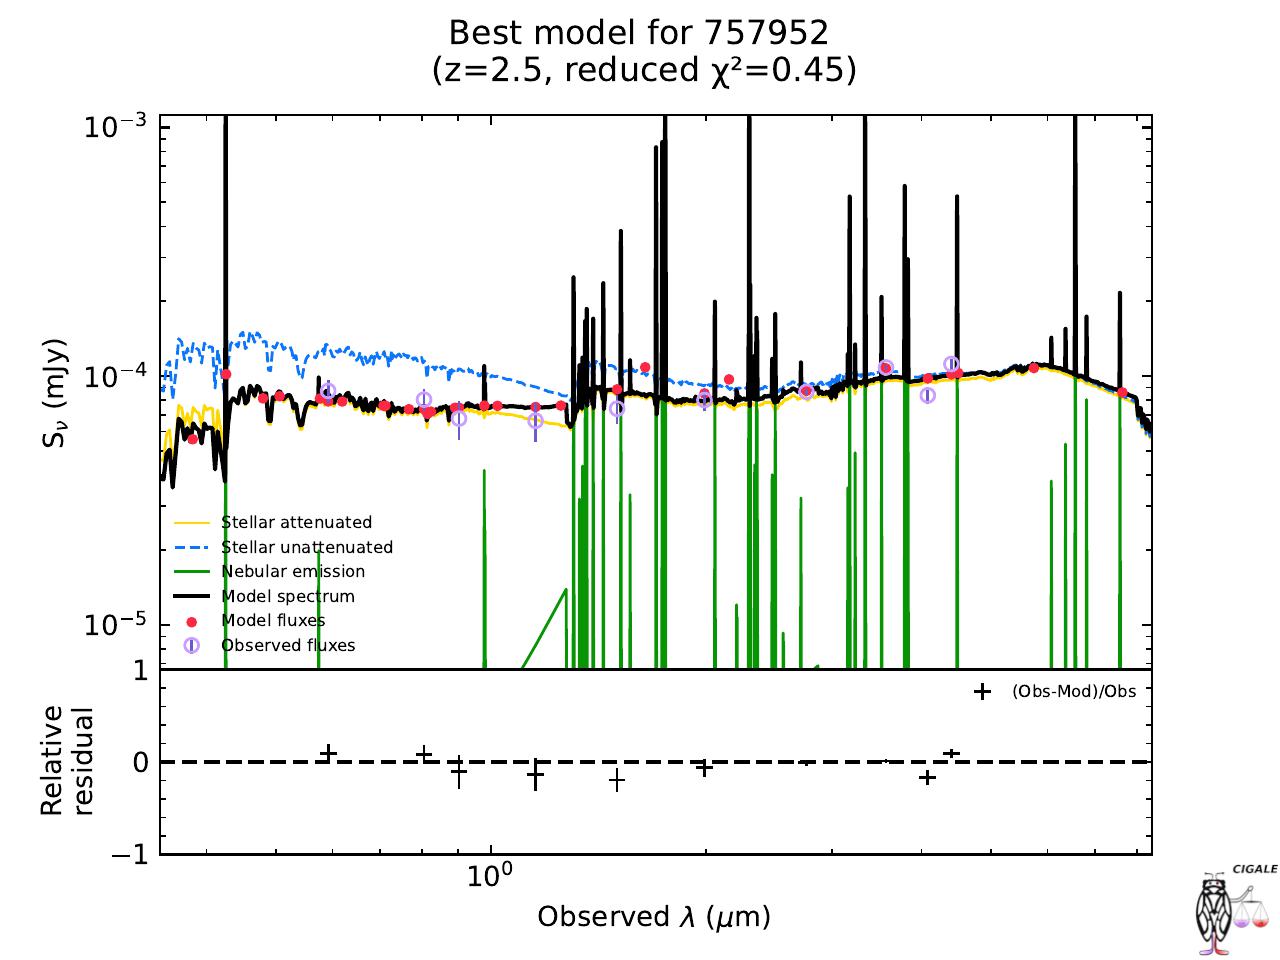 Best model for 757952
(z=2.5, reduced χ²=0.45)
10⁻³
10⁻⁴
10⁻⁵
S_ν (mJy)
Stellar attenuated
Stellar unattenuated
Nebular emission
Model spectrum
Model fluxes
Observed fluxes
1
0
−1
Relative
residual
(Obs-Mod)/Obs
10⁰
Observed λ (μm)
CIGALE